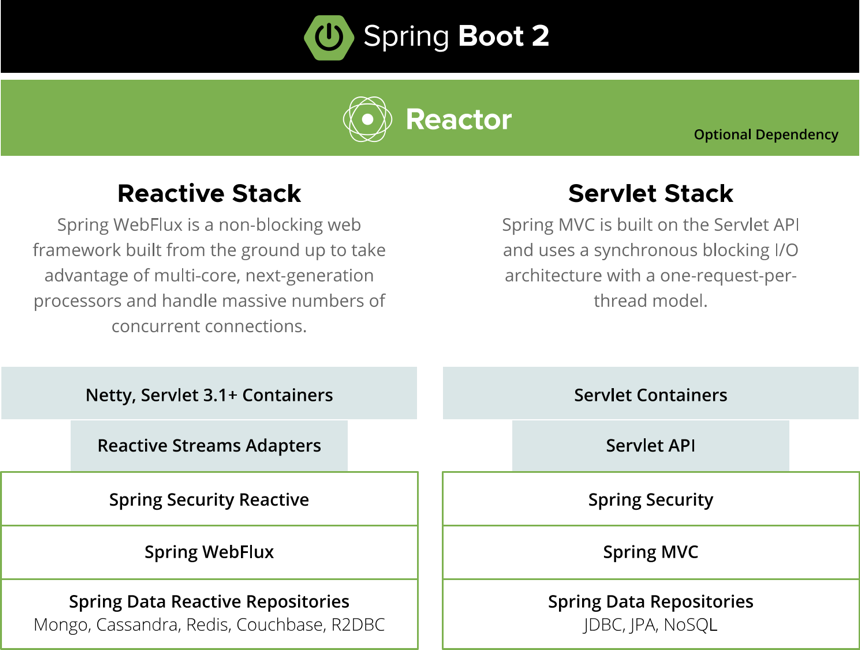 Spring Boot 2
Reactor
Optional Dependency
Reactive Stack
Spring WebFlux is a non-blocking web
framework built from the ground up to take
advantage of multi-core, next-generation
processors and handle massive numbers of
concurrent connections.
Netty, Servlet 3.1+ Containers
Reactive Streams Adapters
Spring Security Reactive
Spring WebFlux
Spring Data Reactive Repositories
Mongo, Cassandra, Redis, Couchbase, R2DBC
Servlet Stack
Spring MVC is built on the Servlet API
and uses a synchronous blocking I/O
architecture with a one-request-per-
thread model.
Servlet Containers
Servlet API
Spring Security
Spring MVC
Spring Data Repositories
JDBC, JPA, NoSQL